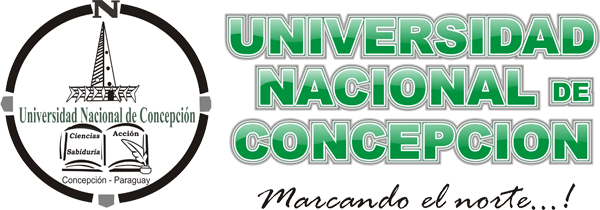 N
Universidad Nacional de Concepción
Ciencias
Sabiduría
Acción
Concepción - Paraguay
UNIVERSIDAD
NACIONAL DE
CONCEPCION
Marcando el norte...!